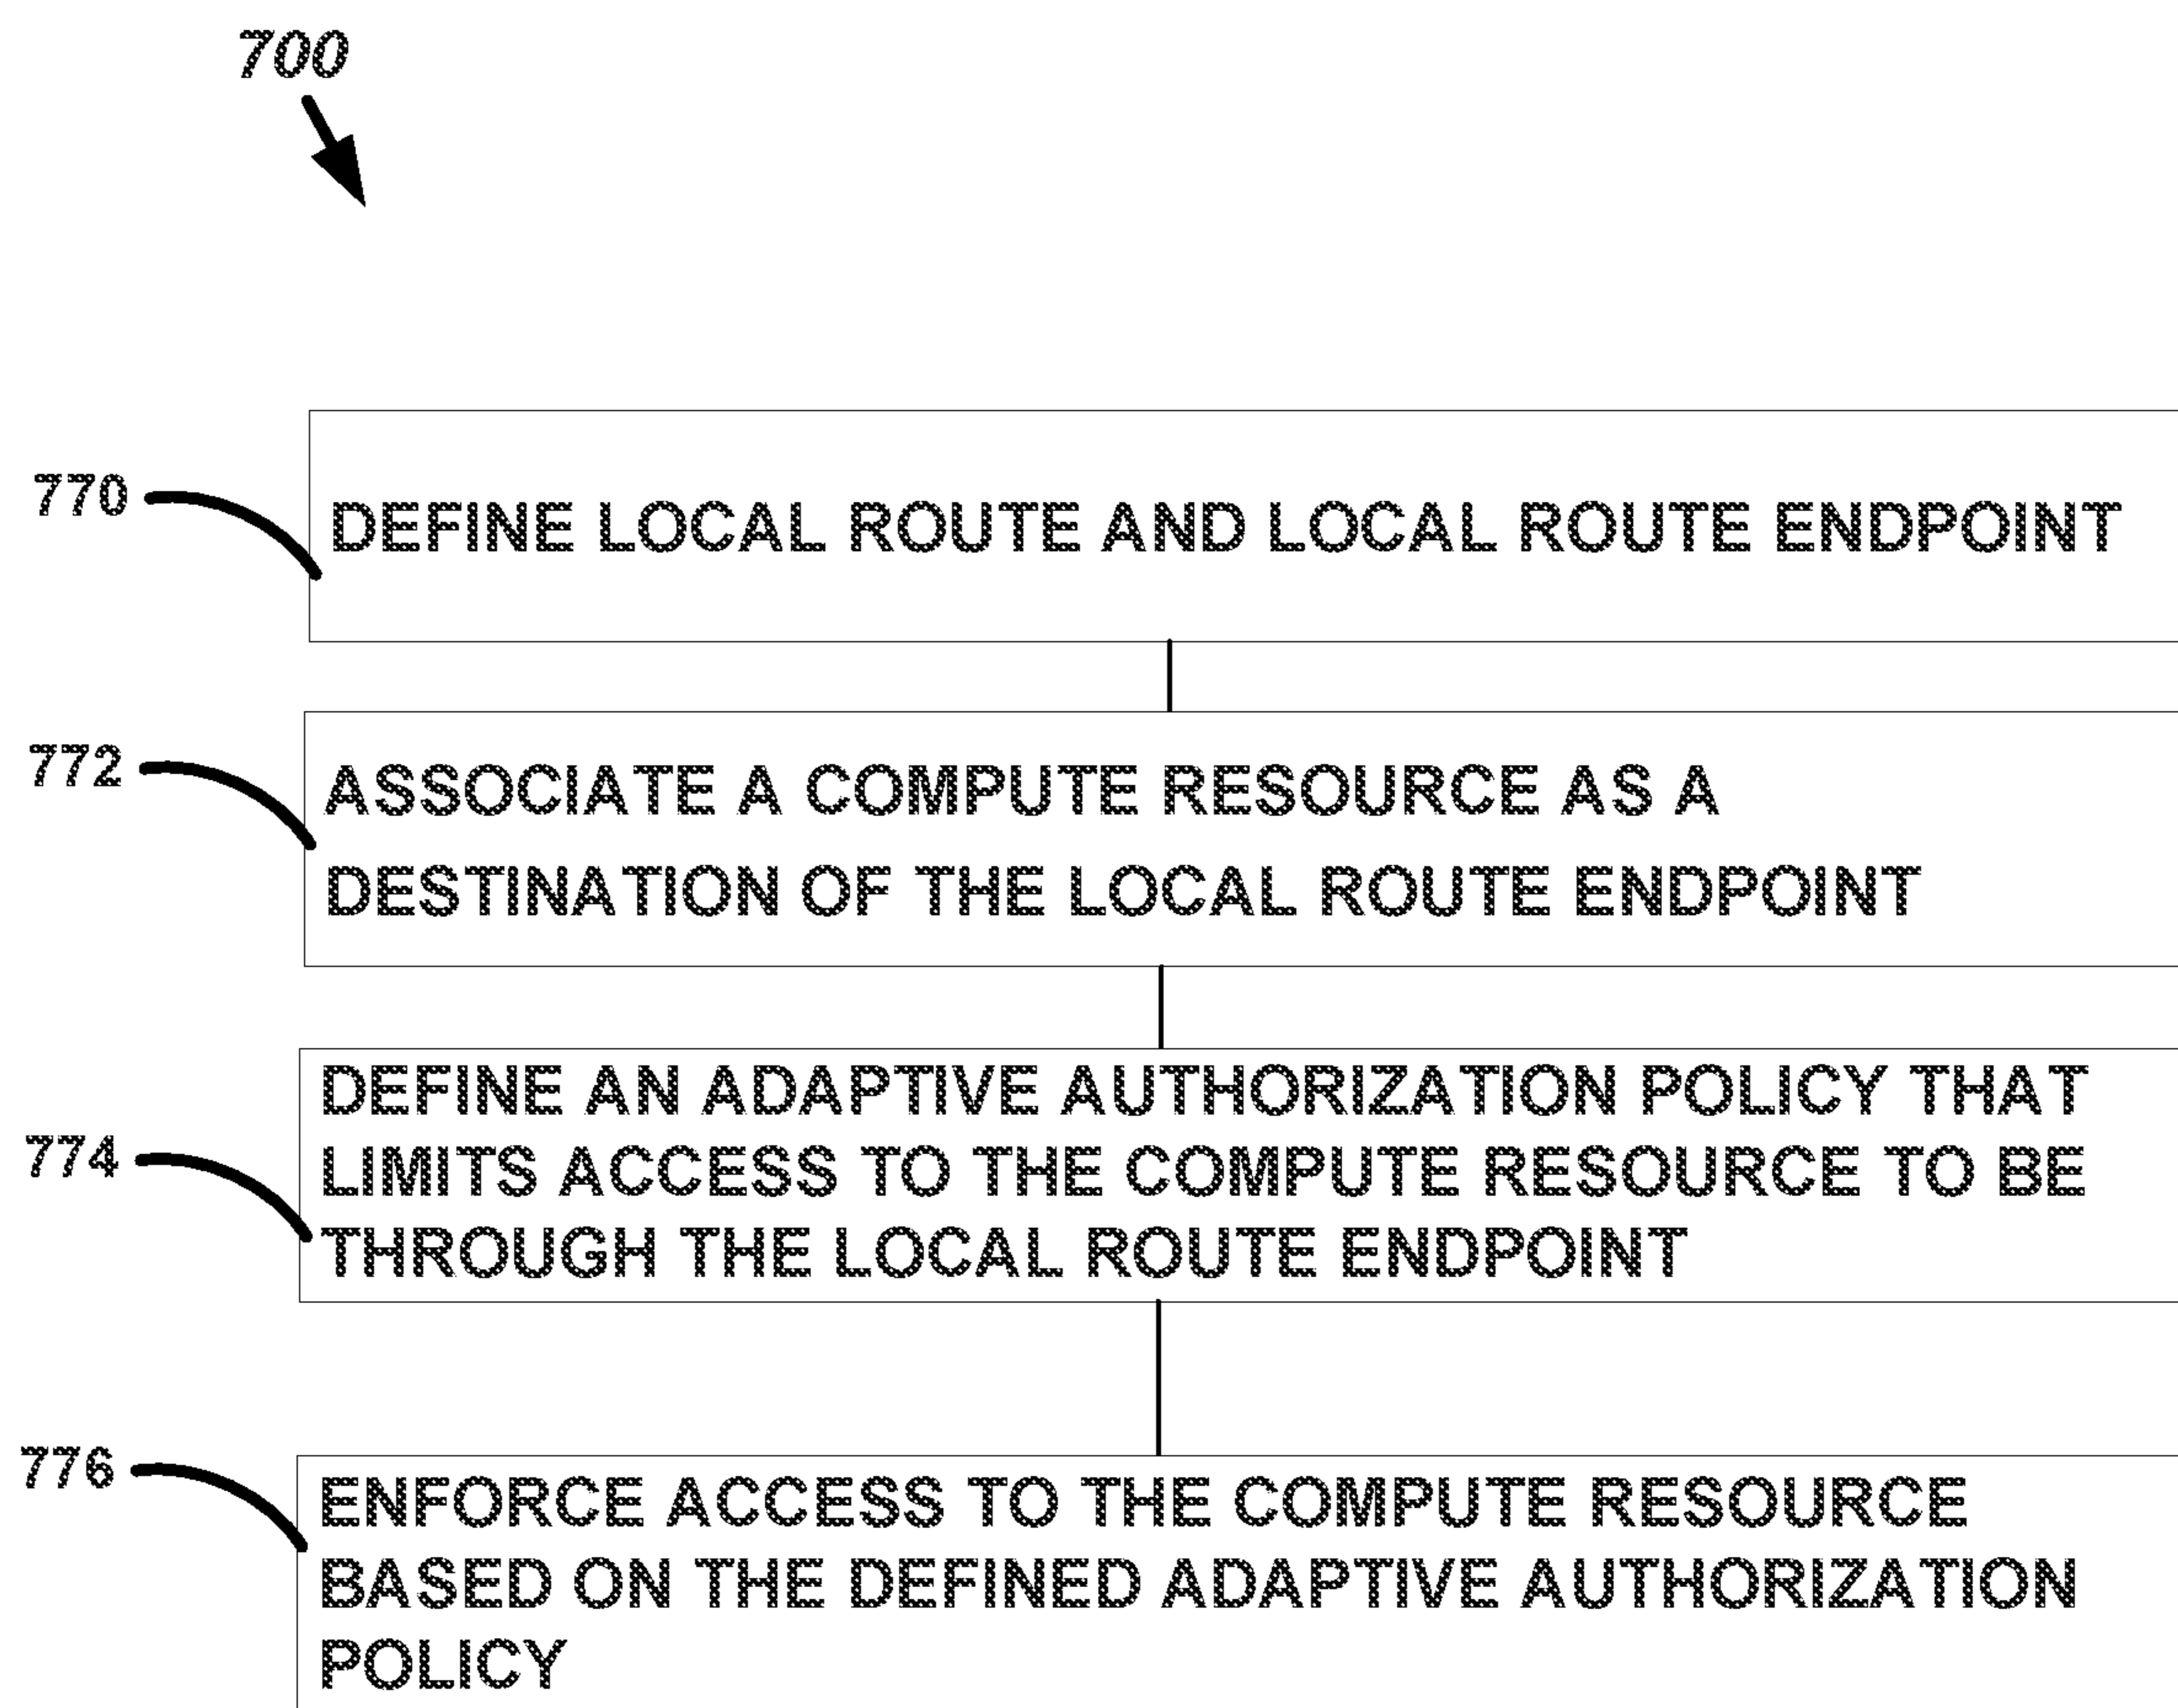 700
770
DEFINE LOCAL ROUTE AND LOCAL ROUTE ENDPOINT
772
ASSOCIATE A COMPUTE RESOURCE AS A
DESTINATION OF THE LOCAL ROUTE ENDPOINT
774
DEFINE AN ADAPTIVE AUTHORIZATION POLICY THAT
LIMITS ACCESS TO THE COMPUTE RESOURCE TO BE
THROUGH THE LOCAL ROUTE ENDPOINT
776
ENFORCE ACCESS TO THE COMPUTE RESOURCE
BASED ON THE DEFINED ADAPTIVE AUTHORIZATION
POLICY